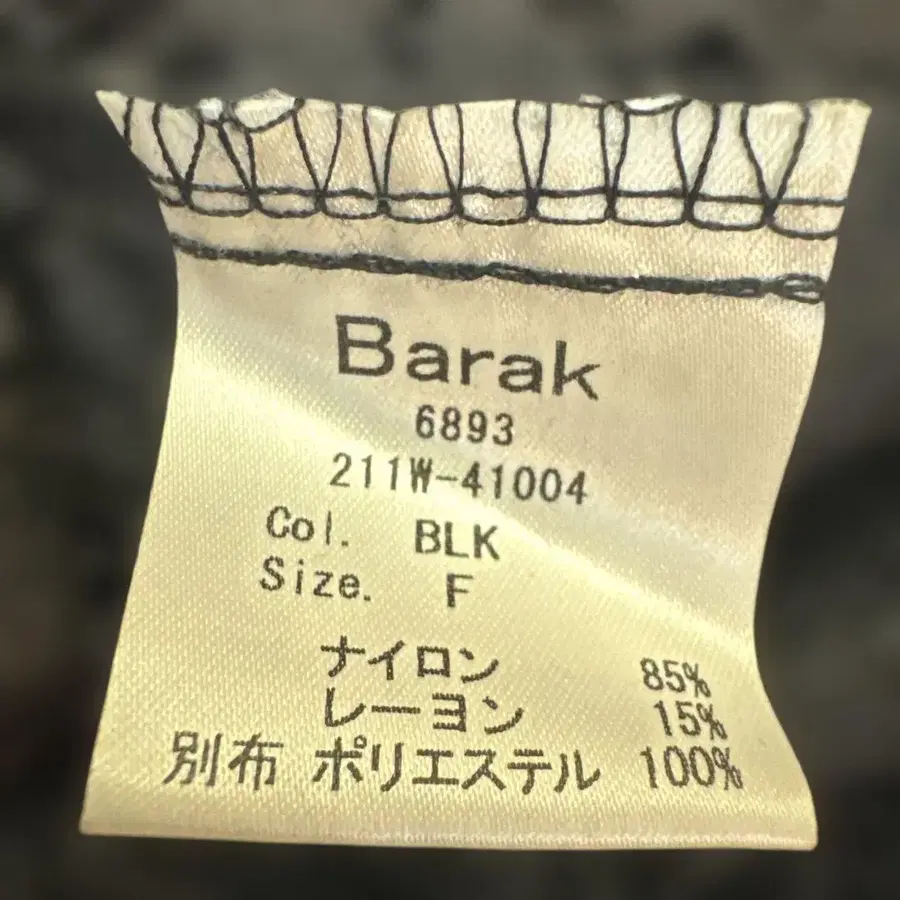 Barak
6893
211W-41004
Col. BLK
Size. F
ナイロン 85%
レーヨン 15%
別布 ポリエステル 100%